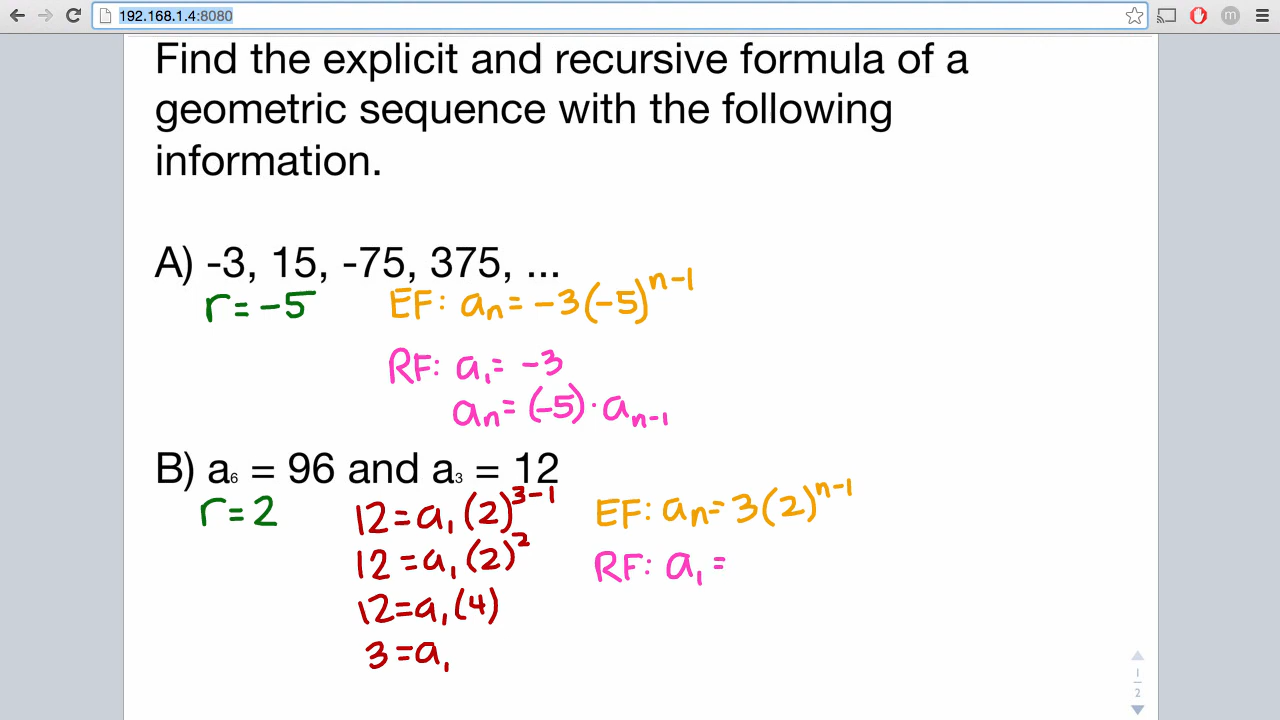 192.168.1.4:8080
m
Find the explicit and recursive formula of a
geometric sequence with the following
information.
A) -3, 15, -75, 375, ...
r = -5
EF: aₙ = -3(-5)ⁿ⁻¹
RF: a₁ = -3
aₙ = (-5) · aₙ₋₁
B) a₆ = 96 and a₃ = 12
r = 2
12 = a₁(2)³⁻¹
12 = a₁(2)²
12 = a₁(4)
3 = a₁
EF: aₙ = 3(2)ⁿ⁻¹
RF: a₁ =
1
2